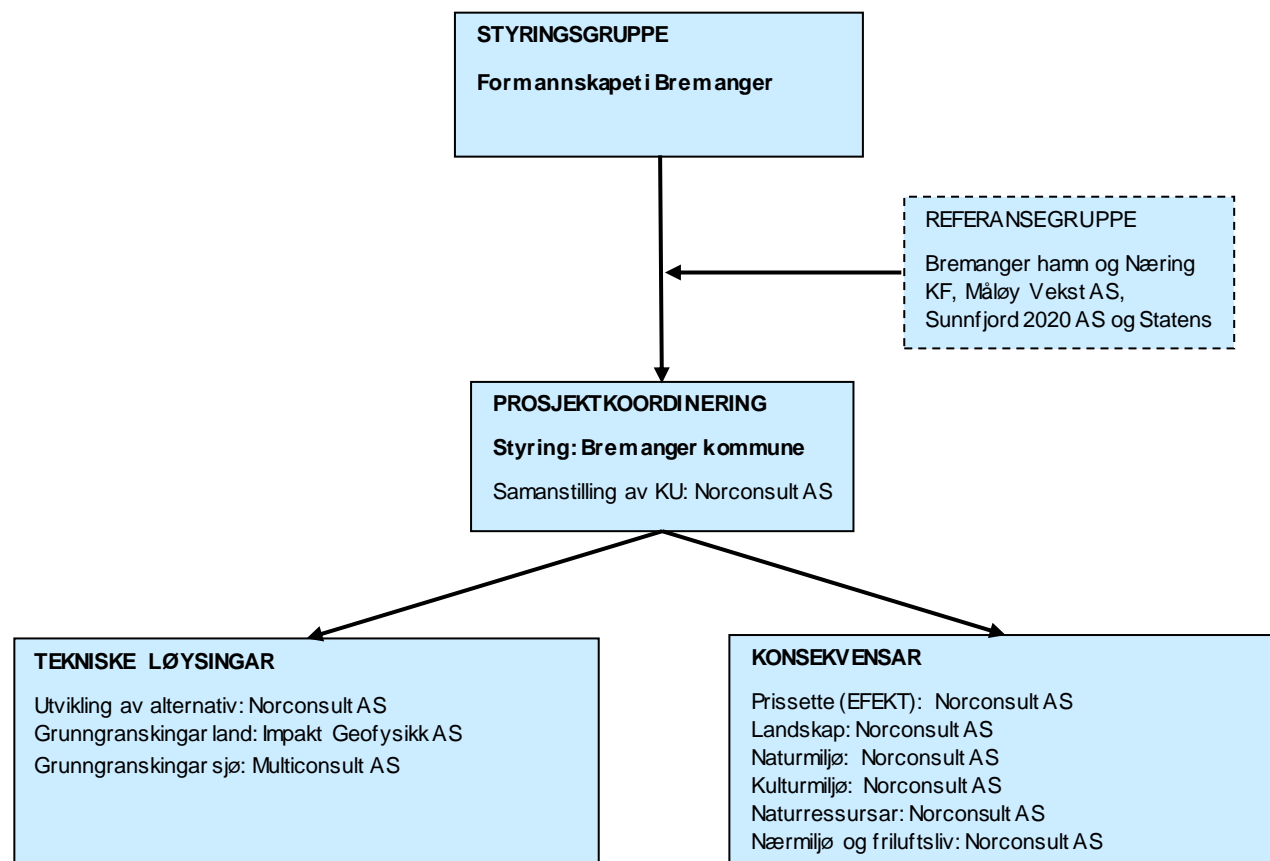 STYRINGSGRUPPE
Formannskapet i Bremanger
REFERANSEGRUPPE
Bremanger hamn og Næring
KF, Måløy Vekst AS,
Sunnfjord 2020 AS og Statens
PROSJEKTKOORDINERING
Styring: Bremanger kommune
Samanstilling av KU: Norconsult AS
TEKNISKE LØYSINGAR
Utvikling av alternativ: Norconsult AS
Grunngranskingar land: Impakt Geofysikk AS
Grunngranskingar sjø: Multiconsult AS
KONSEKVENSAR
Prissette (EFEKT): Norconsult AS
Landskap: Norconsult AS
Naturmiljø: Norconsult AS
Kulturmiljø: Norconsult AS
Naturressursar: Norconsult AS
Nærmiljø og friluftsliv: Norconsult AS